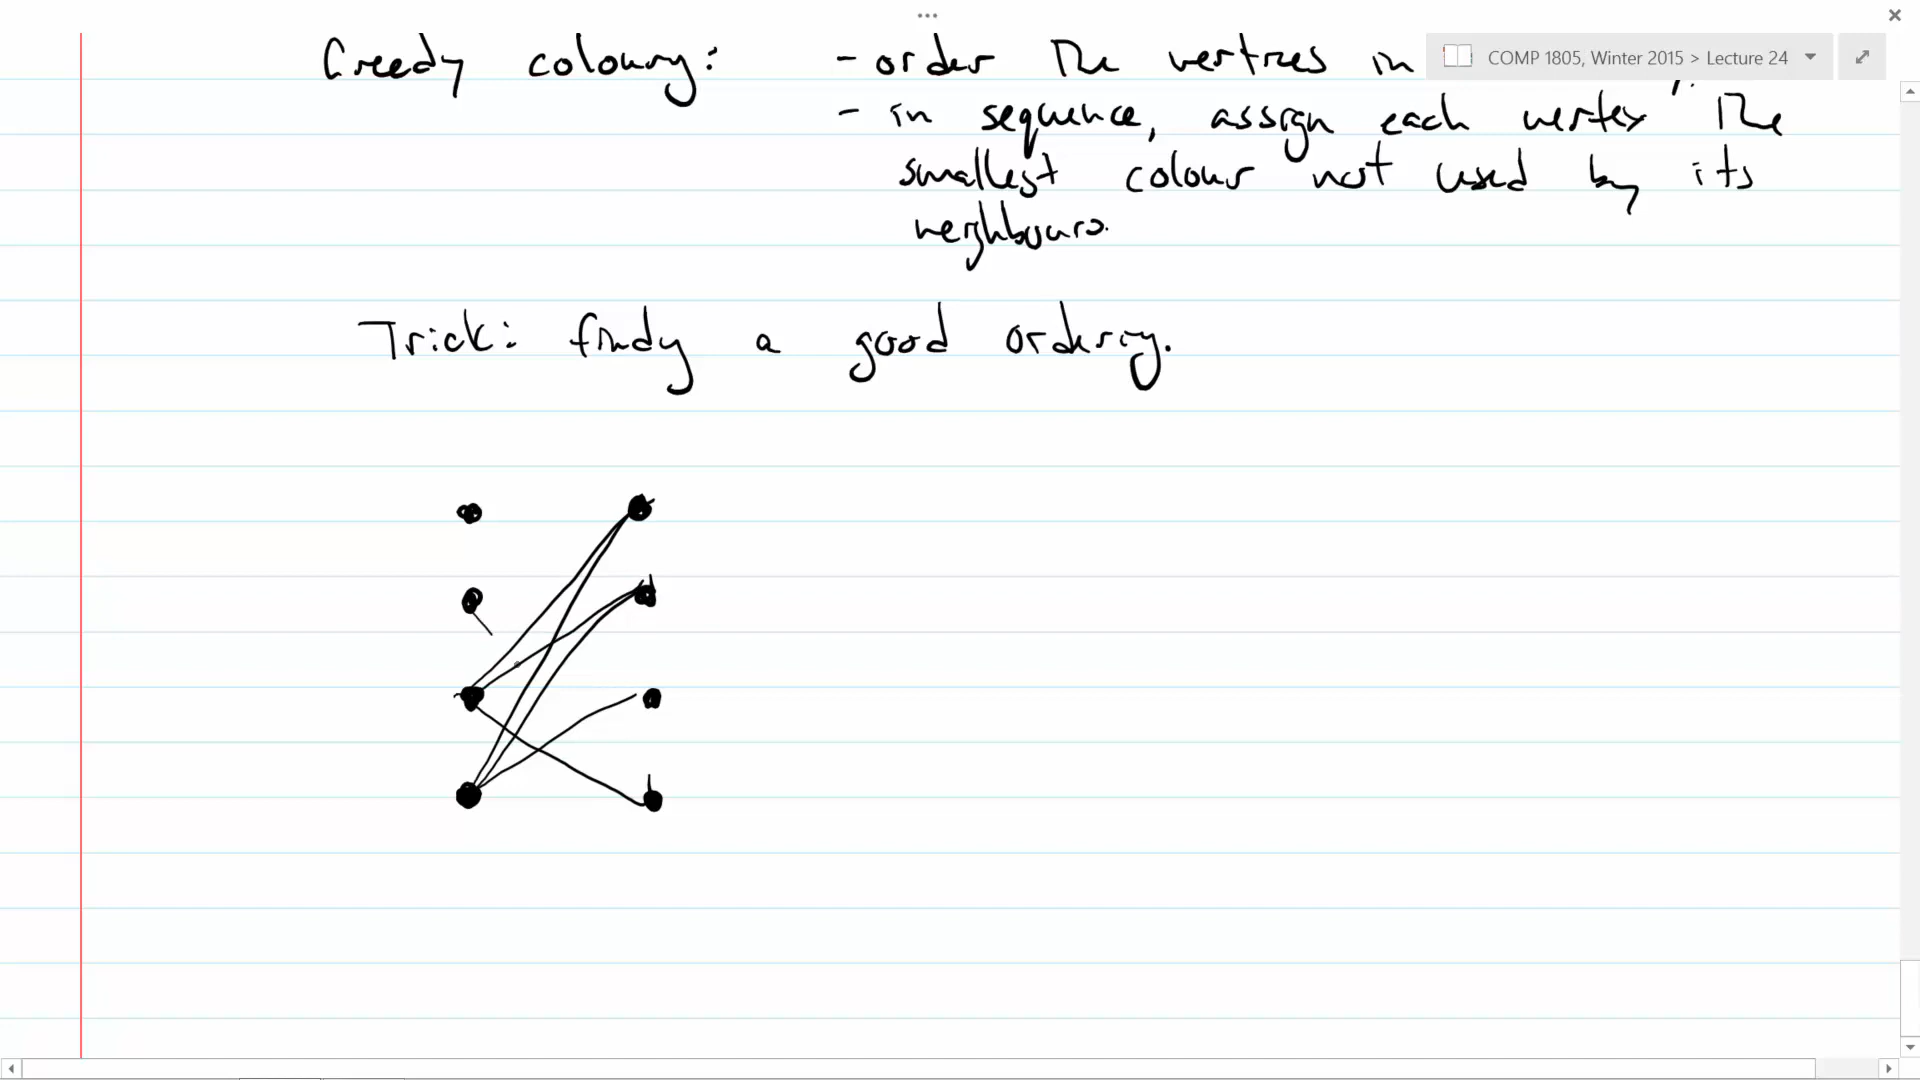 Greedy colouring: - order the vertices in
COMP 1805, Winter 2015 > Lecture 24
- in sequence, assign each vertex the
smallest colour not used by its
neighbours.
Trick: finding a good ordering.